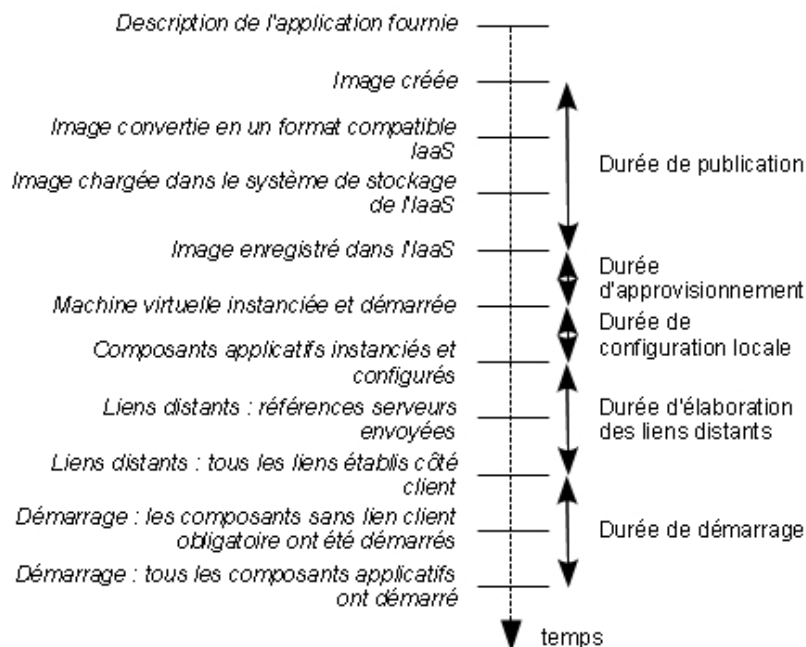 Description de l'application fournie
Image créée
Image convertie en un format compatible
IaaS
Image chargée dans le système de stockage
de l'IaaS
Image enregistré dans l'IaaS
Machine virtuelle instanciée et démarrée
Composants applicatifs instanciés et
configurés
Liens distants : références serveurs
envoyées
Liens distants : tous les liens établis côté
client
Démarrage : les composants sans lien client
obligatoire ont été démarrés
Démarrage : tous les composants applicatifs
ont démarré
Durée de publication
Durée
d'approvisionnement
Durée de
configuration locale
Durée d'élaboration
des liens distants
Durée de démarrage
temps